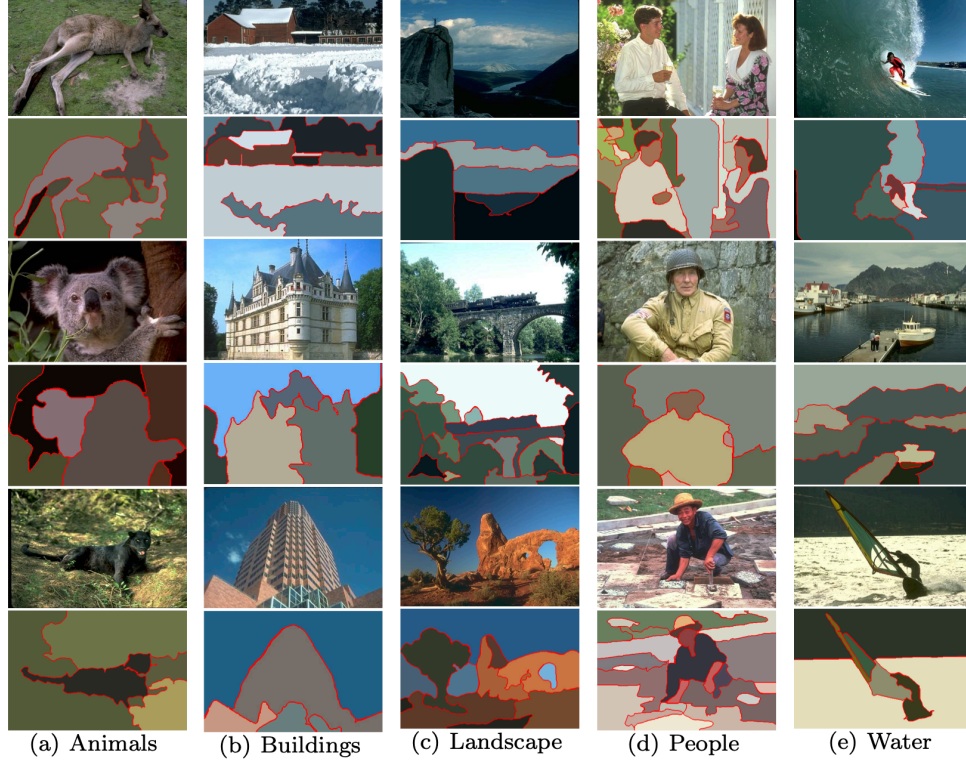 (a) Animals
(b) Buildings
(c) Landscape
(d) People
(e) Water